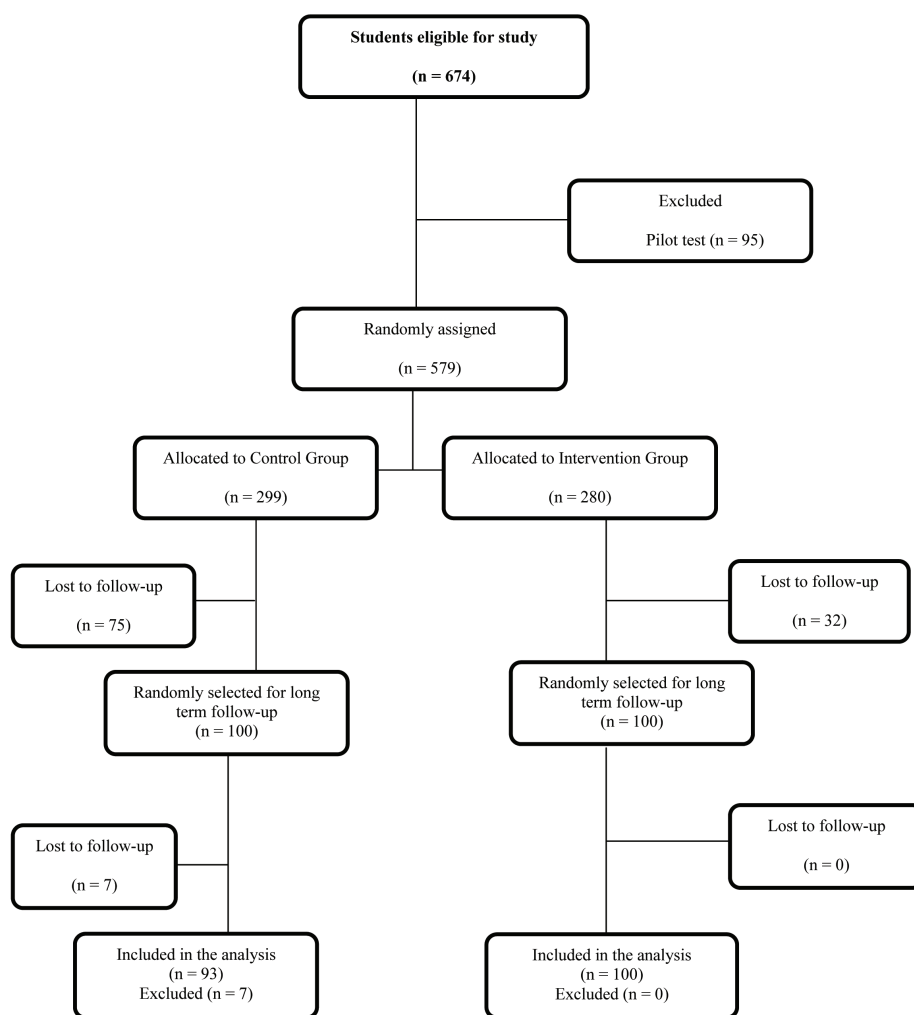 Students eligible for study
(n = 674)
Excluded
Pilot test (n = 95)
Randomly assigned
(n = 579)
Allocated to Control Group
(n = 299)
Allocated to Intervention Group
(n = 280)
Lost to follow-up
(n = 75)
Lost to follow-up
(n = 32)
Randomly selected for long
term follow-up
(n = 100)
Randomly selected for long
term follow-up
(n = 100)
Lost to follow-up
(n = 7)
Lost to follow-up
(n = 0)
Included in the analysis
(n = 93)
Excluded (n = 7)
Included in the analysis
(n = 100)
Excluded (n = 0)